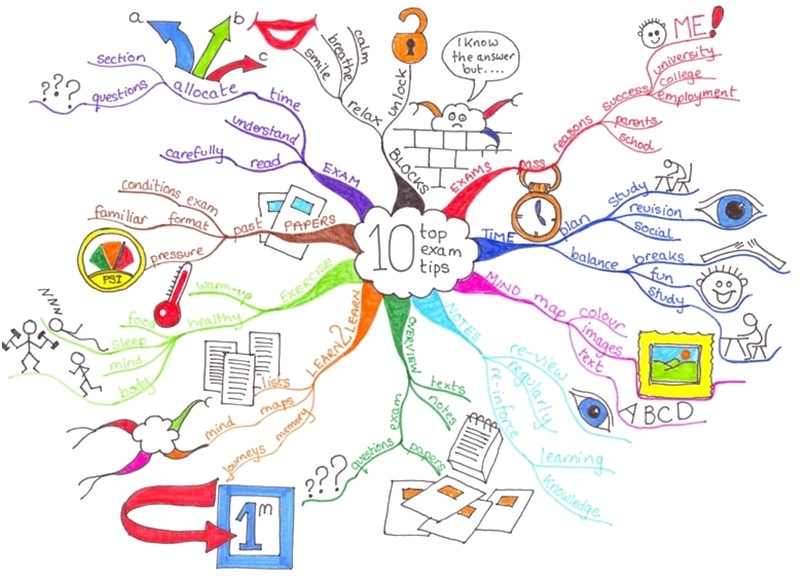 10 top
exam
tips
EXAMS
pass
reasons
success
ME!
university
college
employment
parents
school
TIME
plan
study
revision
social
balance
breaks
fun
study
MIND map
colour
images
text
ABCD
NOTES
re-view
regularly
re-inforce
learning
knowledge
OVERVIEW
texts
notes
exam
papers
questions
???
LEARN 2 LEARN
lists
mind maps
journeys memory
1m
EXERCISE
warm-up
healthy
food
sleep
mind
body
NZN
PAPERS
past
conditions exam
familiar format
pressure
PSI
EXAM
time
allocate
a
b
c
section
questions
???
understand
read
carefully
BLOCKS
relax
smile
breathe
calm
unlock
I know
the answer
but....